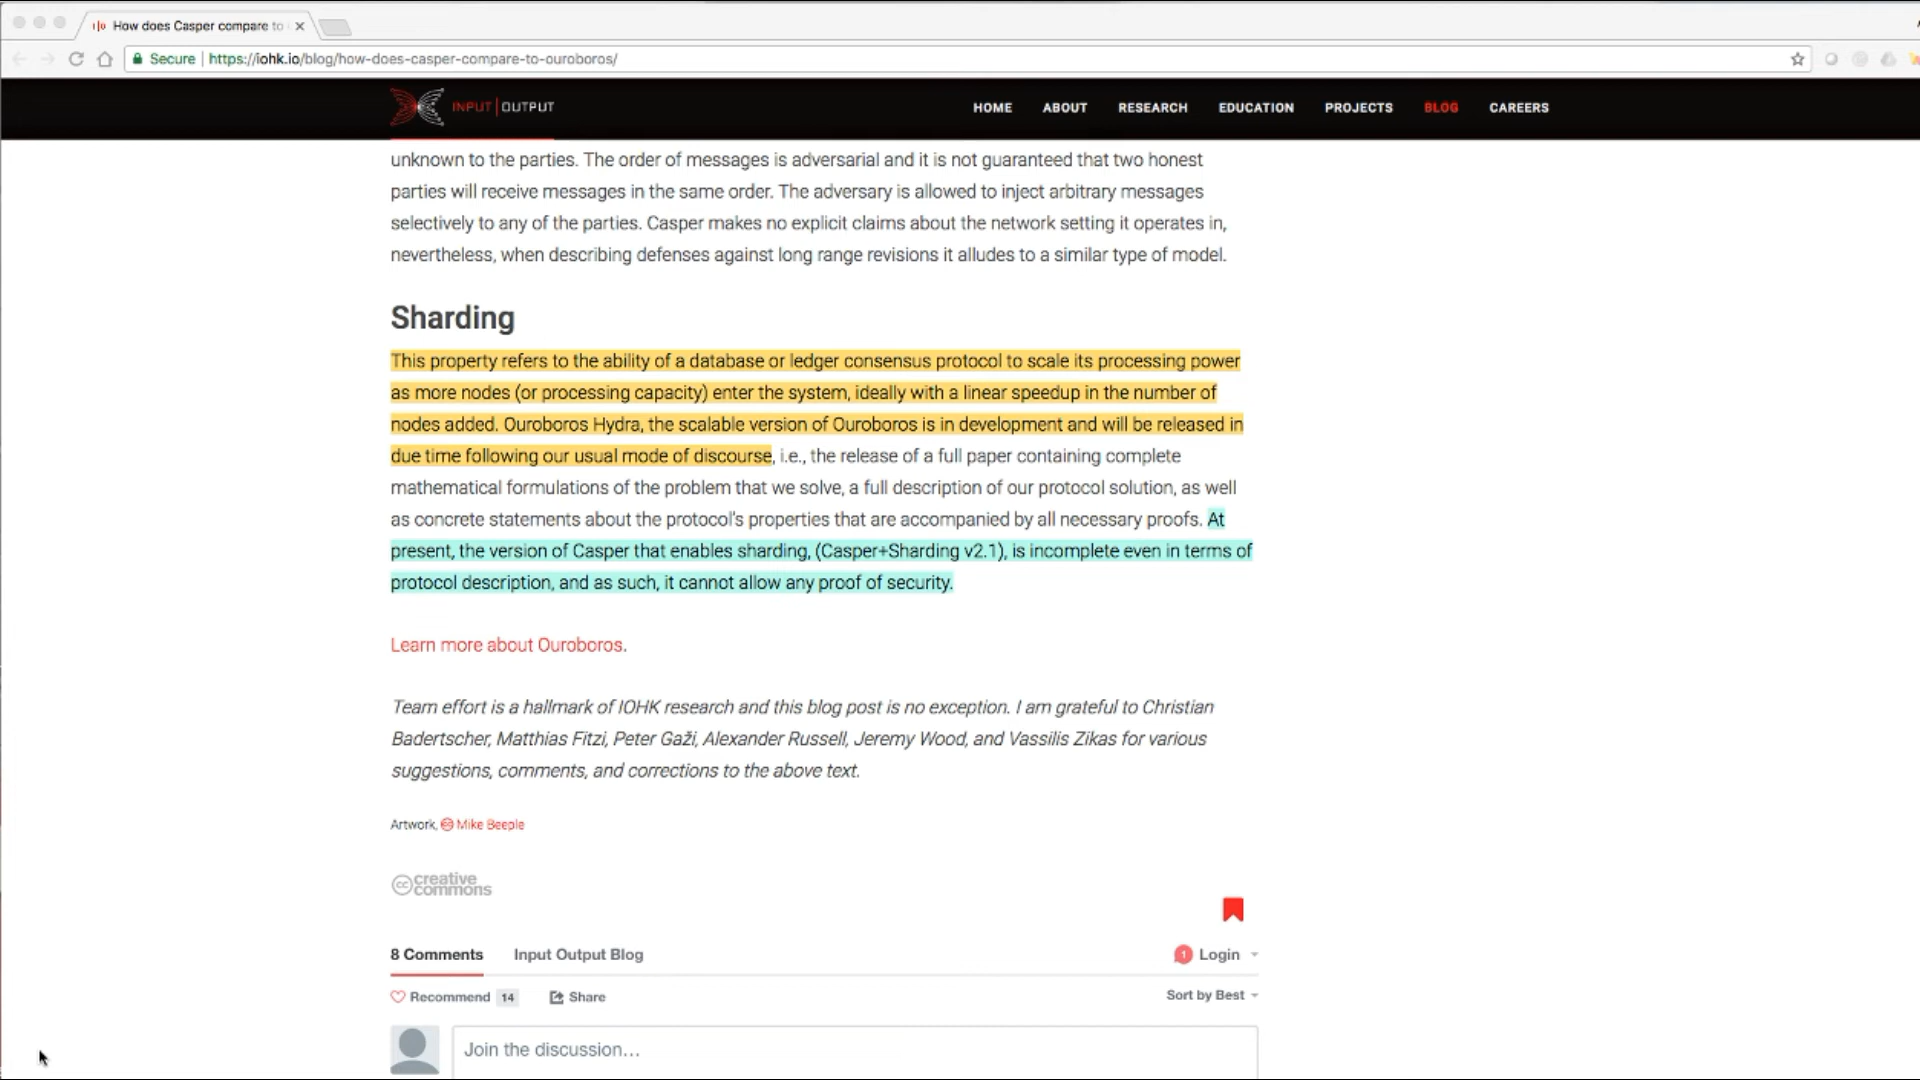 How does Casper compare to
Secure | https://iohk.io/blog/how-does-casper-compare-to-ouroboros/
INPUT | OUTPUT
HOME ABOUT RESEARCH EDUCATION PROJECTS BLOG CAREERS
unknown to the parties. The order of messages is adversarial and it is not guaranteed that two honest
parties will receive messages in the same order. The adversary is allowed to inject arbitrary messages
selectively to any of the parties. Casper makes no explicit claims about the network setting it operates in,
nevertheless, when describing defenses against long range revisions it alludes to a similar type of model.
Sharding
This property refers to the ability of a database or ledger consensus protocol to scale its processing power
as more nodes (or processing capacity) enter the system, ideally with a linear speedup in the number of
nodes added. Ouroboros Hydra, the scalable version of Ouroboros is in development and will be released in
due time following our usual mode of discourse, i.e., the release of a full paper containing complete
mathematical formulations of the problem that we solve, a full description of our protocol solution, as well
as concrete statements about the protocol's properties that are accompanied by all necessary proofs. At
present, the version of Casper that enables sharding, (Casper+Sharding v2.1), is incomplete even in terms of
protocol description, and as such, it cannot allow any proof of security.
Learn more about Ouroboros.
Team effort is a hallmark of IOHK research and this blog post is no exception. I am grateful to Christian
Badertscher, Matthias Fitzi, Peter Gaži, Alexander Russell, Jeremy Wood, and Vassilis Zikas for various
suggestions, comments, and corrections to the above text.
Artwork, Mike Beeple
cc creative
commons
8 Comments Input Output Blog 1 Login
Recommend 14 Share Sort by Best
Join the discussion...